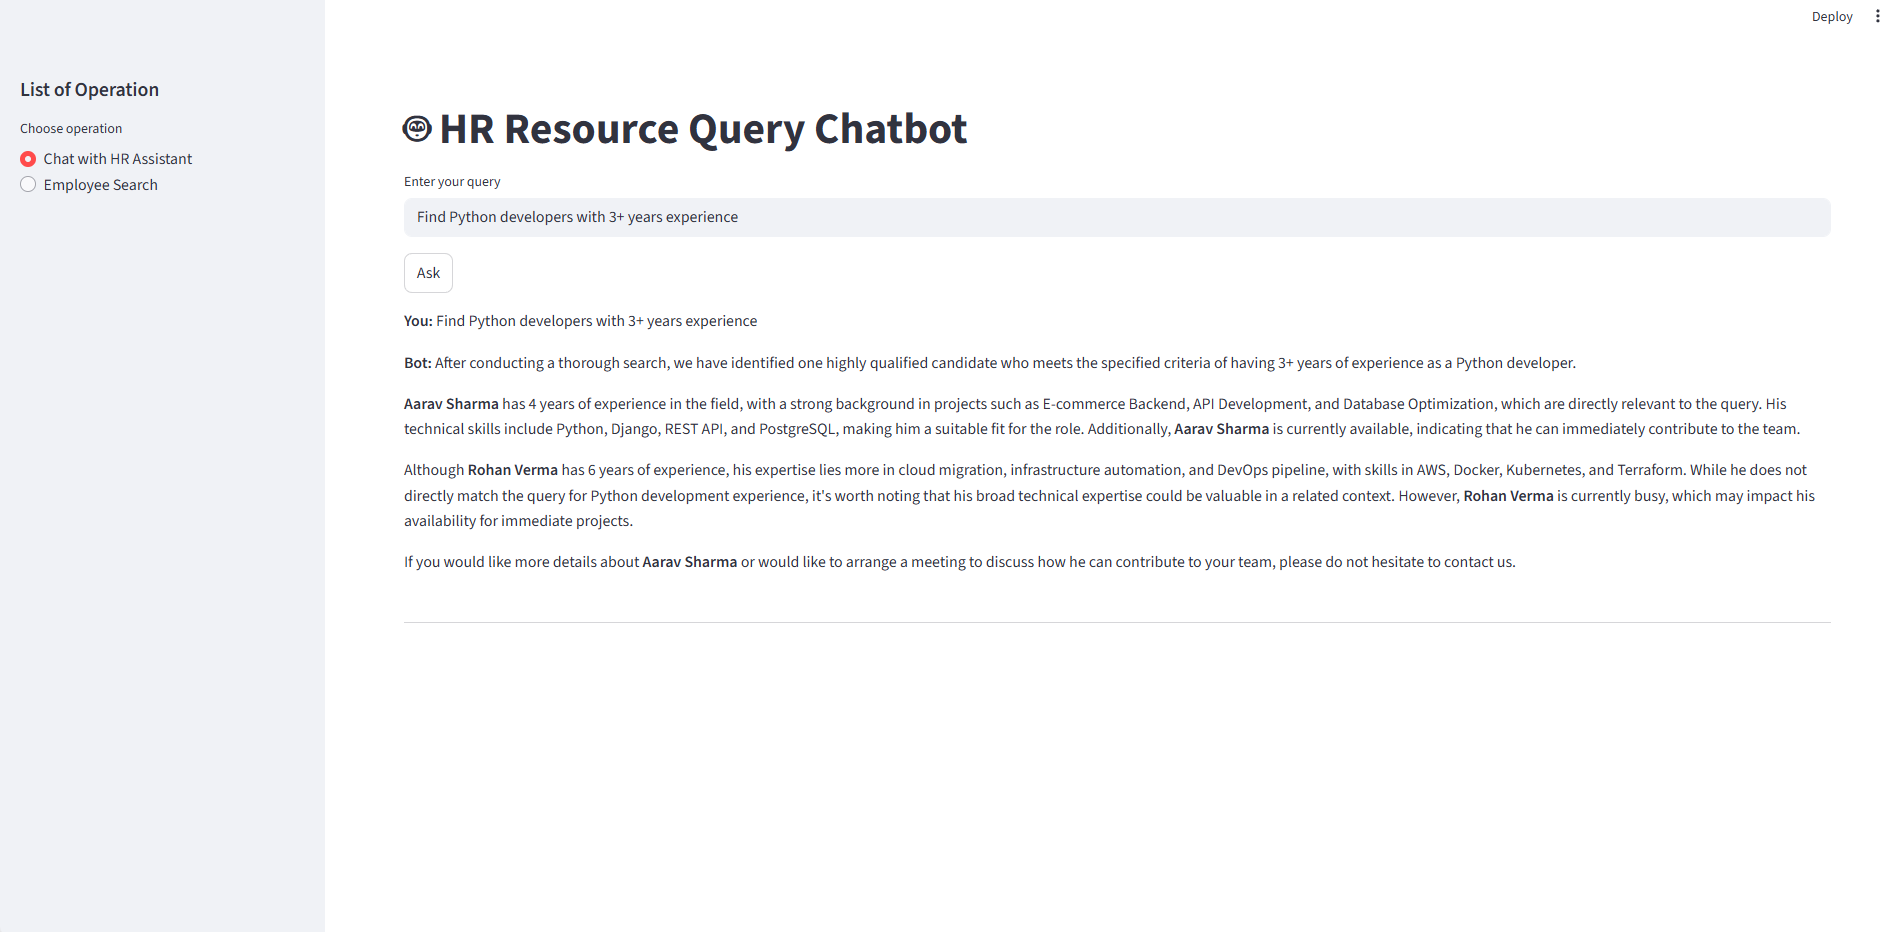 Deploy
List of Operation
Choose operation
Chat with HR Assistant
Employee Search
HR Resource Query Chatbot
Enter your query
Find Python developers with 3+ years experience
Ask
You: Find Python developers with 3+ years experience
Bot: After conducting a thorough search, we have identified one highly qualified candidate who meets the specified criteria of having 3+ years of experience as a Python developer.
Aarav Sharma has 4 years of experience in the field, with a strong background in projects such as E-commerce Backend, API Development, and Database Optimization, which are directly relevant to the query. His
technical skills include Python, Django, REST API, and PostgreSQL, making him a suitable fit for the role. Additionally, Aarav Sharma is currently available, indicating that he can immediately contribute to the team.
Although Rohan Verma has 6 years of experience, his expertise lies more in cloud migration, infrastructure automation, and DevOps pipeline, with skills in AWS, Docker, Kubernetes, and Terraform. While he does not
directly match the query for Python development experience, it's worth noting that his broad technical expertise could be valuable in a related context. However, Rohan Verma is currently busy, which may impact his
availability for immediate projects.
If you would like more details about Aarav Sharma or would like to arrange a meeting to discuss how he can contribute to your team, please do not hesitate to contact us.